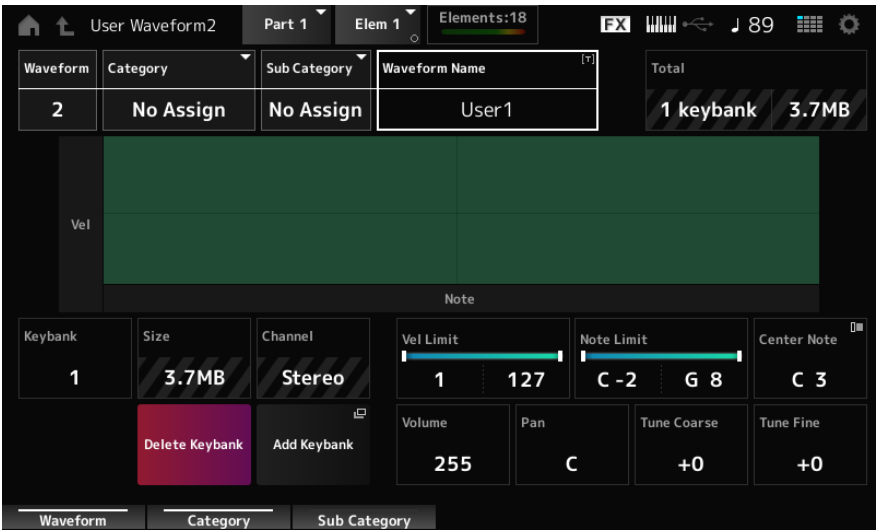 User Waveform2
Part 1
Elem 1
Elements:18
FX
♩ 89
Waveform
Category
Sub Category
Waveform Name
[T]
Total
2
No Assign
No Assign
User1
1 keybank
3.7MB
Vel
Note
Keybank
Size
Channel
Vel Limit
Note Limit
Center Note
1
3.7MB
Stereo
1
127
C -2
G 8
C 3
Delete Keybank
Add Keybank
Volume
Pan
Tune Coarse
Tune Fine
255
C
+0
+0
Waveform
Category
Sub Category